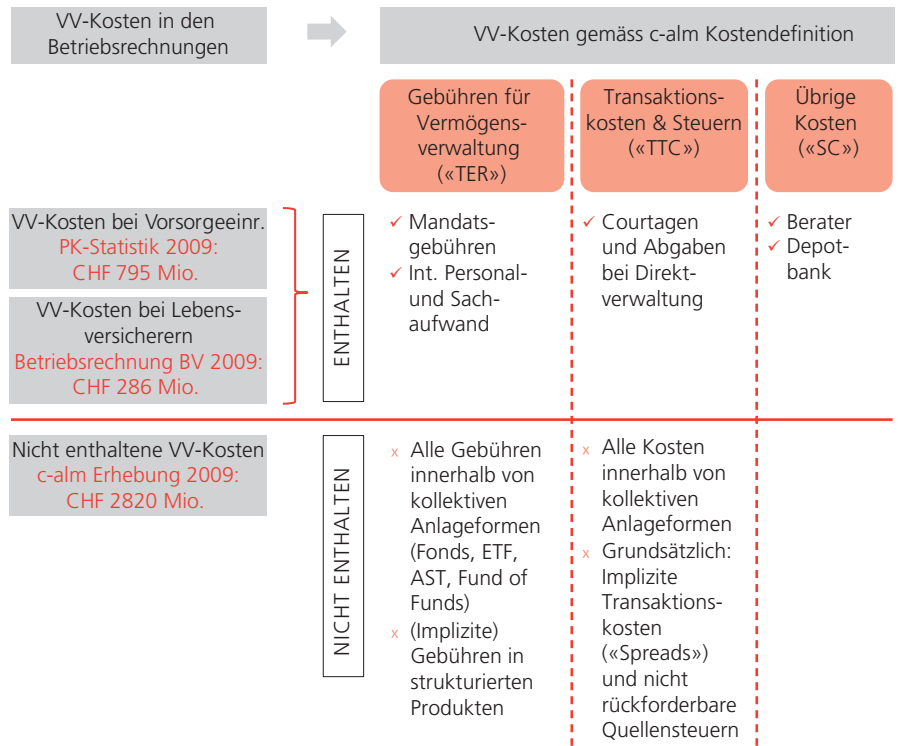 VV-Kosten in den
Betriebsrechnungen
VV-Kosten gemäss c-alm Kostendefinition
Gebühren für
Vermögens-
verwaltung
(«TER»)
Transaktions-
kosten & Steuern
(«TTC»)
Übrige
Kosten
(«SC»)
VV-Kosten bei Vorsorgeeinr.
PK-Statistik 2009:
CHF 795 Mio.
VV-Kosten bei Lebens-
versicherern
Betriebsrechnung BV 2009:
CHF 286 Mio.
ENTHALTEN
✓ Mandats-
gebühren
✓ Int. Personal-
und Sach-
aufwand
✓ Courtagen
und Abgaben
bei Direkt-
verwaltung
✓ Berater
✓ Depot-
bank
Nicht enthaltene VV-Kosten
c-alm Erhebung 2009:
CHF 2820 Mio.
NICHT ENTHALTEN
x Alle Gebühren
innerhalb von
kollektiven
Anlageformen
(Fonds, ETF,
AST, Fund of
Funds)
x (Implizite)
Gebühren in
strukturierten
Produkten
x Alle Kosten
innerhalb von
kollektiven
Anlageformen
x Grundsätzlich:
Implizite
Transaktions-
kosten
(«Spreads»)
und nicht
rückforderbare
Quellensteuern